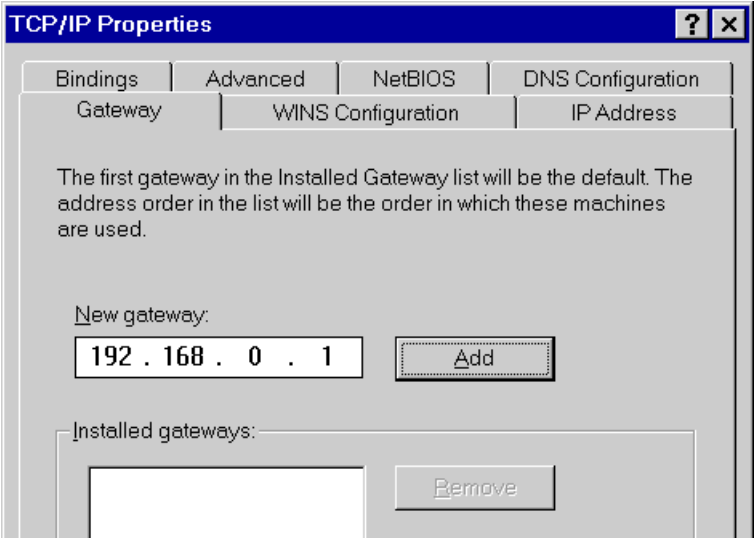 TCP/IP Properties
? ×
Bindings Advanced NetBIOS DNS Configuration
Gateway WINS Configuration IP Address
The first gateway in the Installed Gateway list will be the default. The
address order in the list will be the order in which these machines
are used.
New gateway:
192 . 168 . 0 . 1 Add
Installed gateways:
Remove